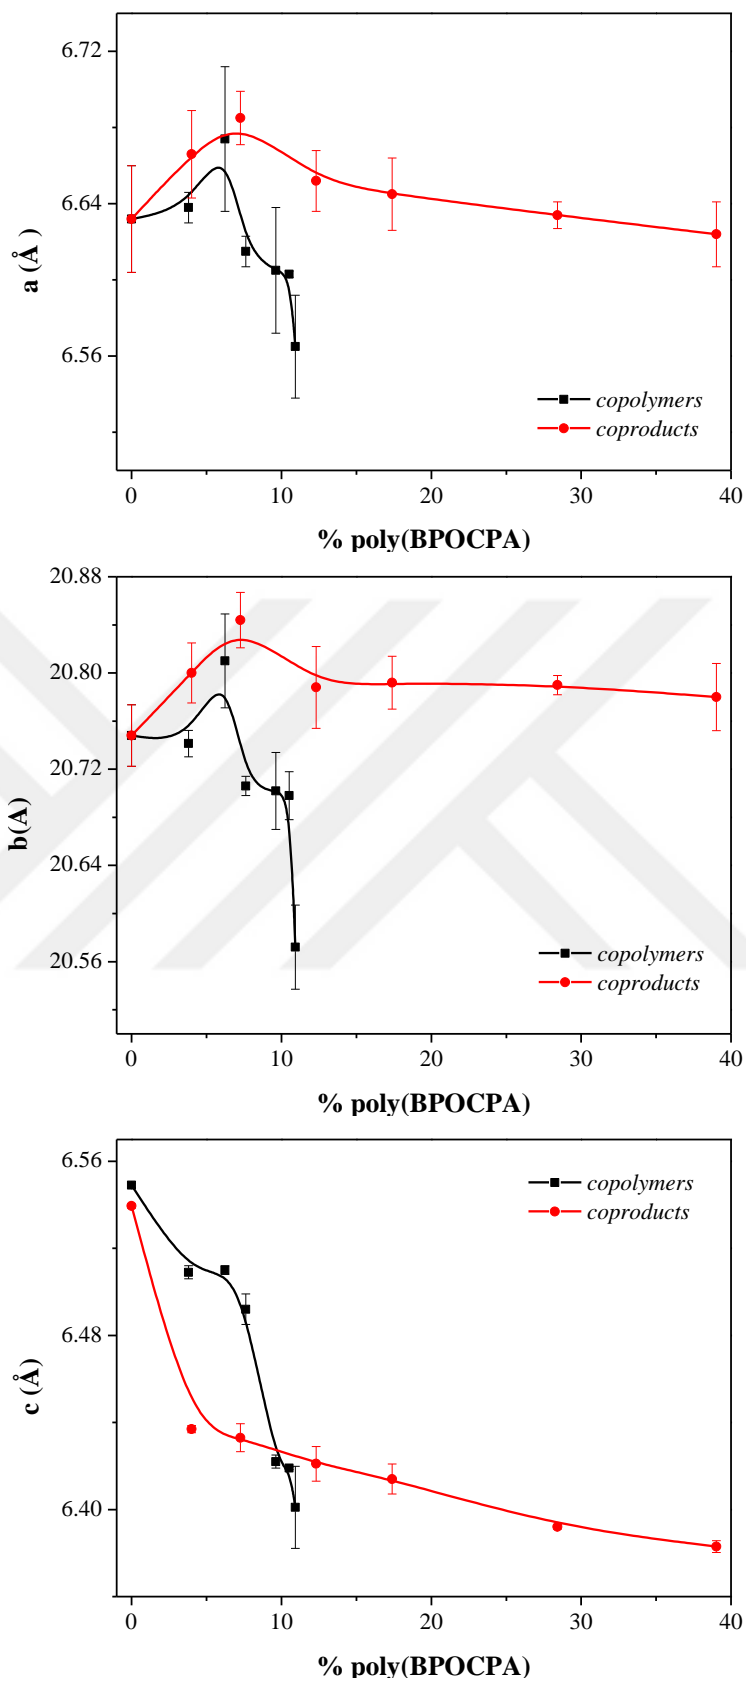 6.72
6.64
6.56
a (Å)
copolymers
coproducts
0 10 20 30 40
% poly(BPOCPA)
20.88
20.80
20.72
20.64
20.56
b(A)
copolymers
coproducts
0 10 20 30 40
% poly(BPOCPA)
6.56
6.48
6.40
c (Å)
copolymers
coproducts
0 10 20 30 40
% poly(BPOCPA)